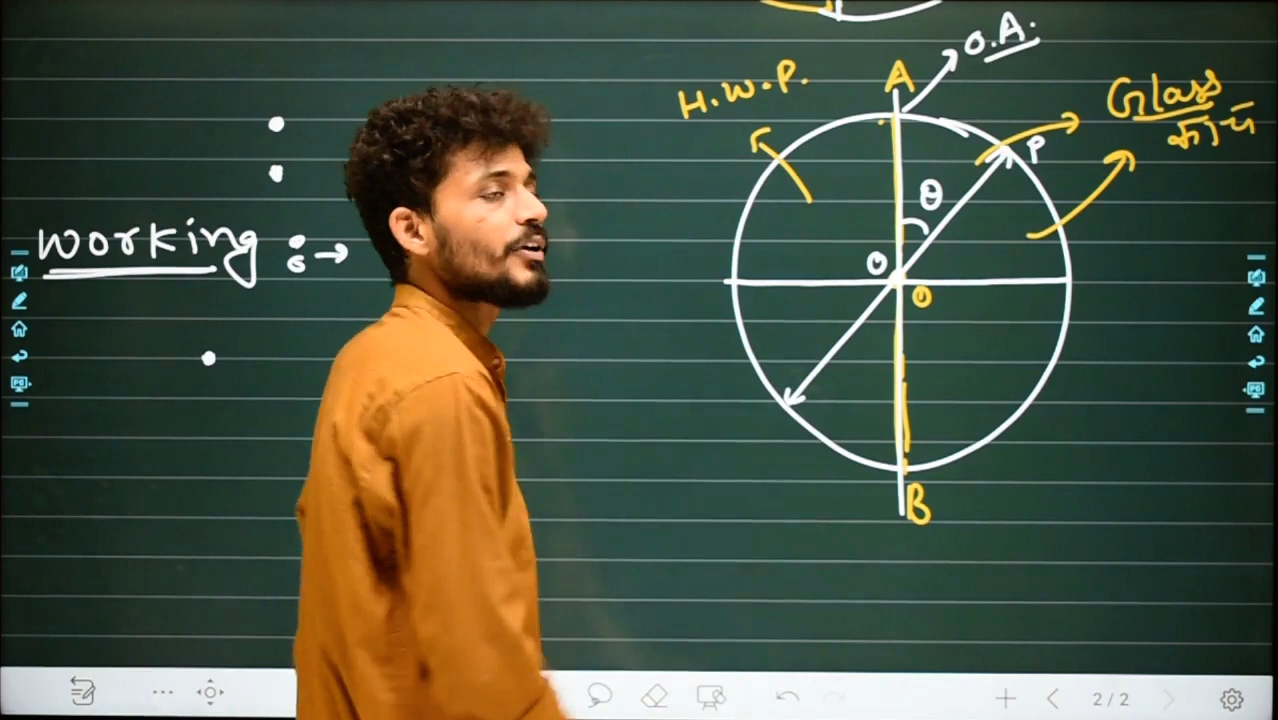 O.A.
A
H.W.P.
Glass
काँच
P
θ
Working :→
O
O
B
2/2